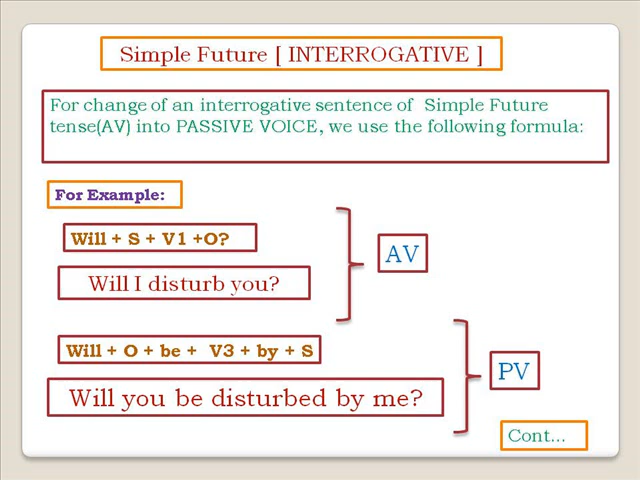 Simple Future [ INTERROGATIVE ]
For change of an interrogative sentence of Simple Future
tense(AV) into PASSIVE VOICE, we use the following formula:
For Example:
Will + S + V1 +O?
AV
Will I disturb you?
Will + O + be + V3 + by + S
PV
Will you be disturbed by me?
Cont...